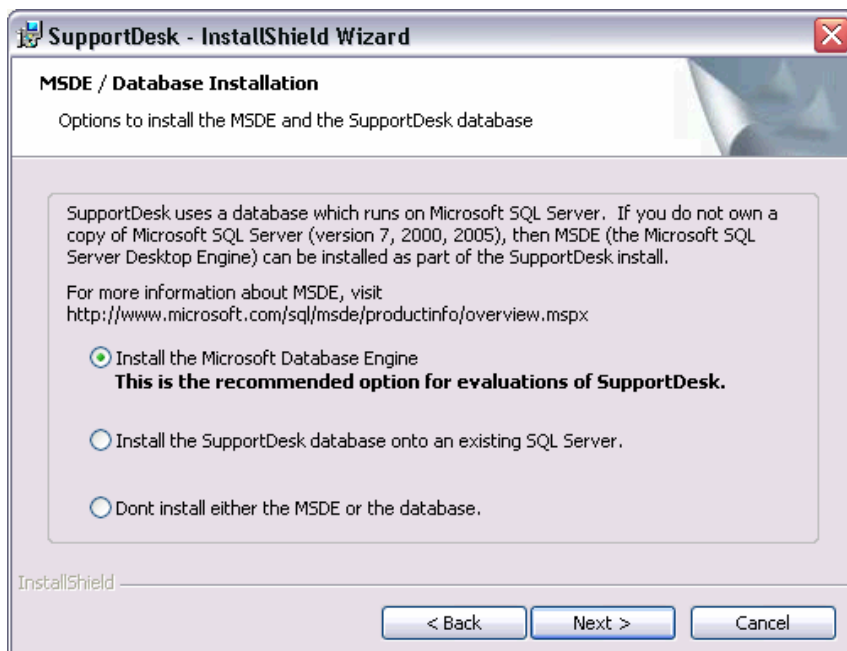 SupportDesk - InstallShield Wizard
MSDE / Database Installation
Options to install the MSDE and the SupportDesk database
SupportDesk uses a database which runs on Microsoft SQL Server.  If you do not own a
copy of Microsoft SQL Server (version 7, 2000, 2005), then MSDE (the Microsoft SQL
Server Desktop Engine) can be installed as part of the SupportDesk install.
For more information about MSDE, visit
http://www.microsoft.com/sql/msde/productinfo/overview.mspx
Install the Microsoft Database Engine
This is the recommended option for evaluations of SupportDesk.
Install the SupportDesk database onto an existing SQL Server.
Dont install either the MSDE or the database.
InstallShield
< Back
Next >
Cancel